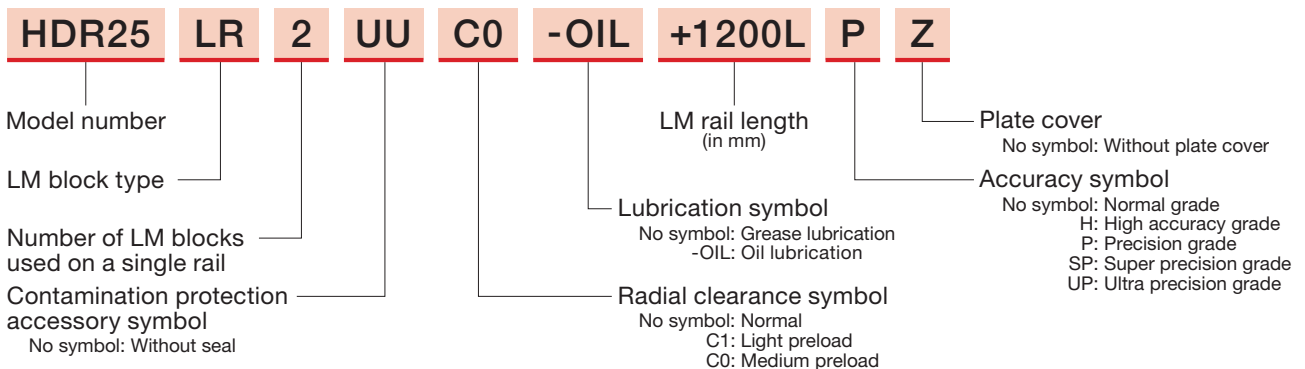 HDR25 LR 2 UU C0 -OIL +1200L P Z
Model number
LM block type
Number of LM blocks
used on a single rail
Contamination protection
accessory symbol
No symbol: Without seal
LM rail length
(in mm)
Lubrication symbol
No symbol: Grease lubrication
-OIL: Oil lubrication
Radial clearance symbol
No symbol: Normal
C1: Light preload
C0: Medium preload
Plate cover
No symbol: Without plate cover
Accuracy symbol
No symbol: Normal grade
H: High accuracy grade
P: Precision grade
SP: Super precision grade
UP: Ultra precision grade